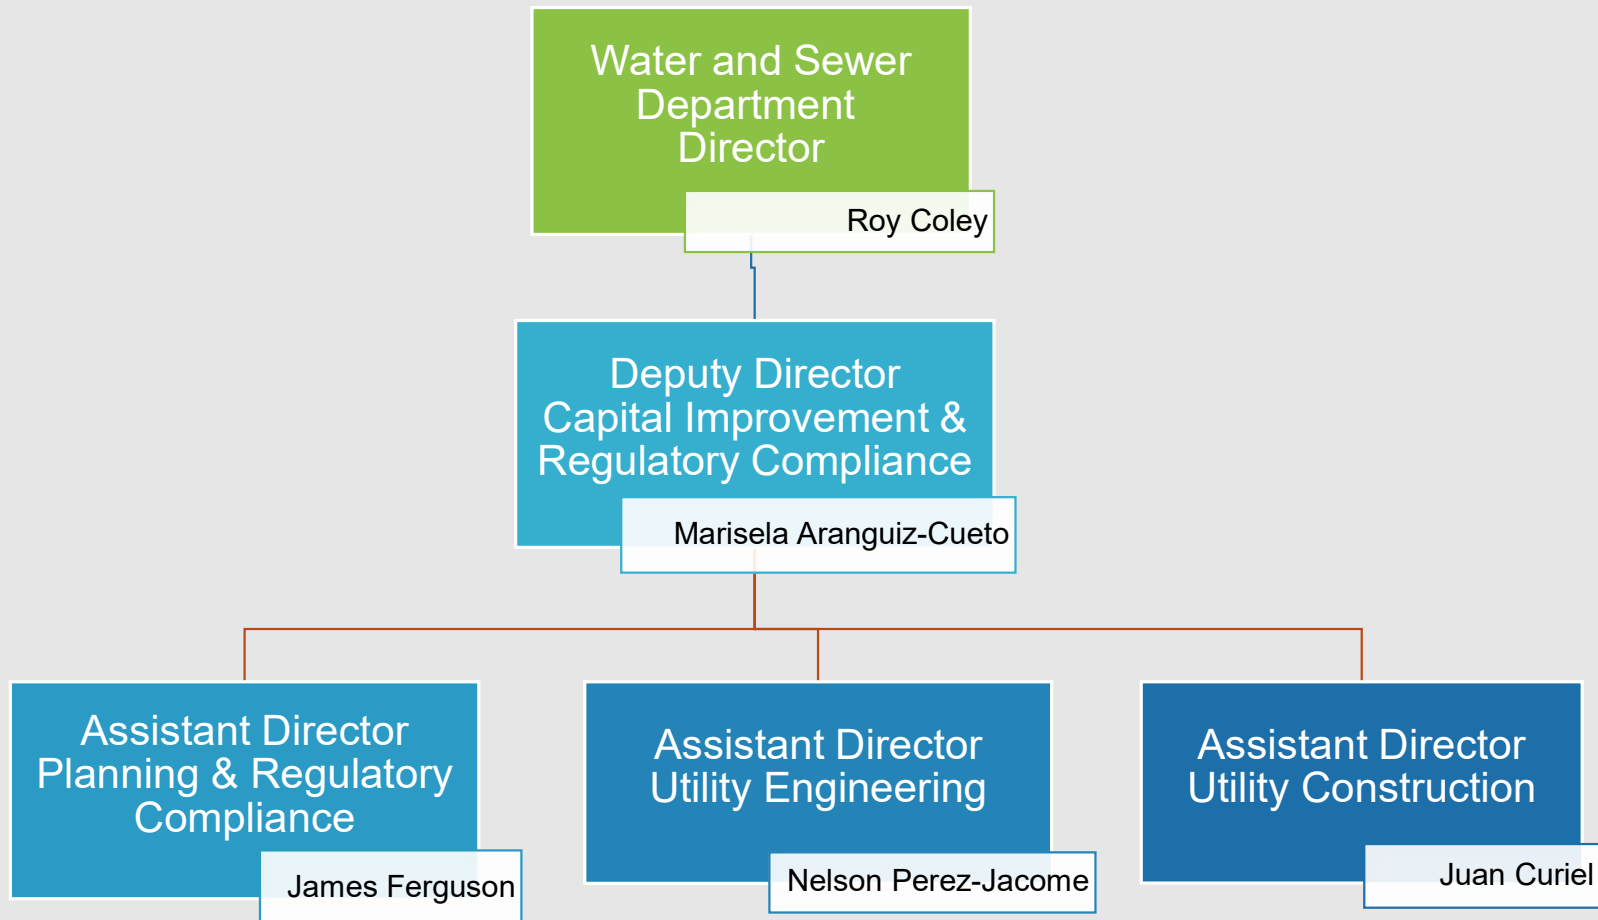 Water and Sewer
Department
Director
Roy Coley
Deputy Director
Capital Improvement &
Regulatory Compliance
Marisela Aranguiz-Cueto
Assistant Director
Planning & Regulatory
Compliance
James Ferguson
Assistant Director
Utility Engineering
Nelson Perez-Jacome
Assistant Director
Utility Construction
Juan Curiel